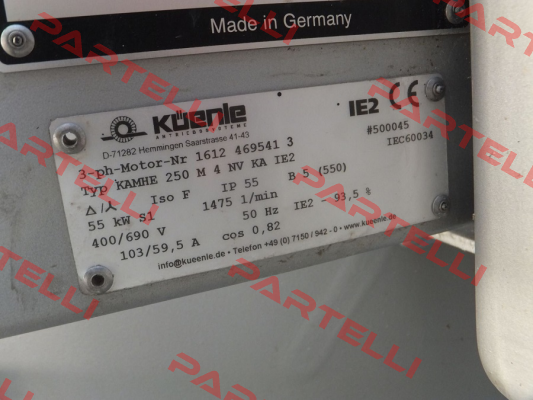 Made in Germany
KÜenle
ANTRIEBSSYSTEME
D-71282 Hemmingen Saarstrasse 41-43
IE2 CE
#500045
IEC60034
3-ph-Motor-Nr 1612 469541 3
TYP KAMHE 250 M 4 NV KA IE2
Δ/⅄ Iso F IP 55 B 5 (550)
55 kW S1 1475 l/min
400/690 V 50 Hz IE2 - 93,5 %
103/59,5 A cos 0,82
info@kueenle.de • Telefon +49 (0) 7150 / 942-0 • www.kueenle.de
PARTELLI
PARTELLI
PARTELLI
PARTELLI
PARTELLI